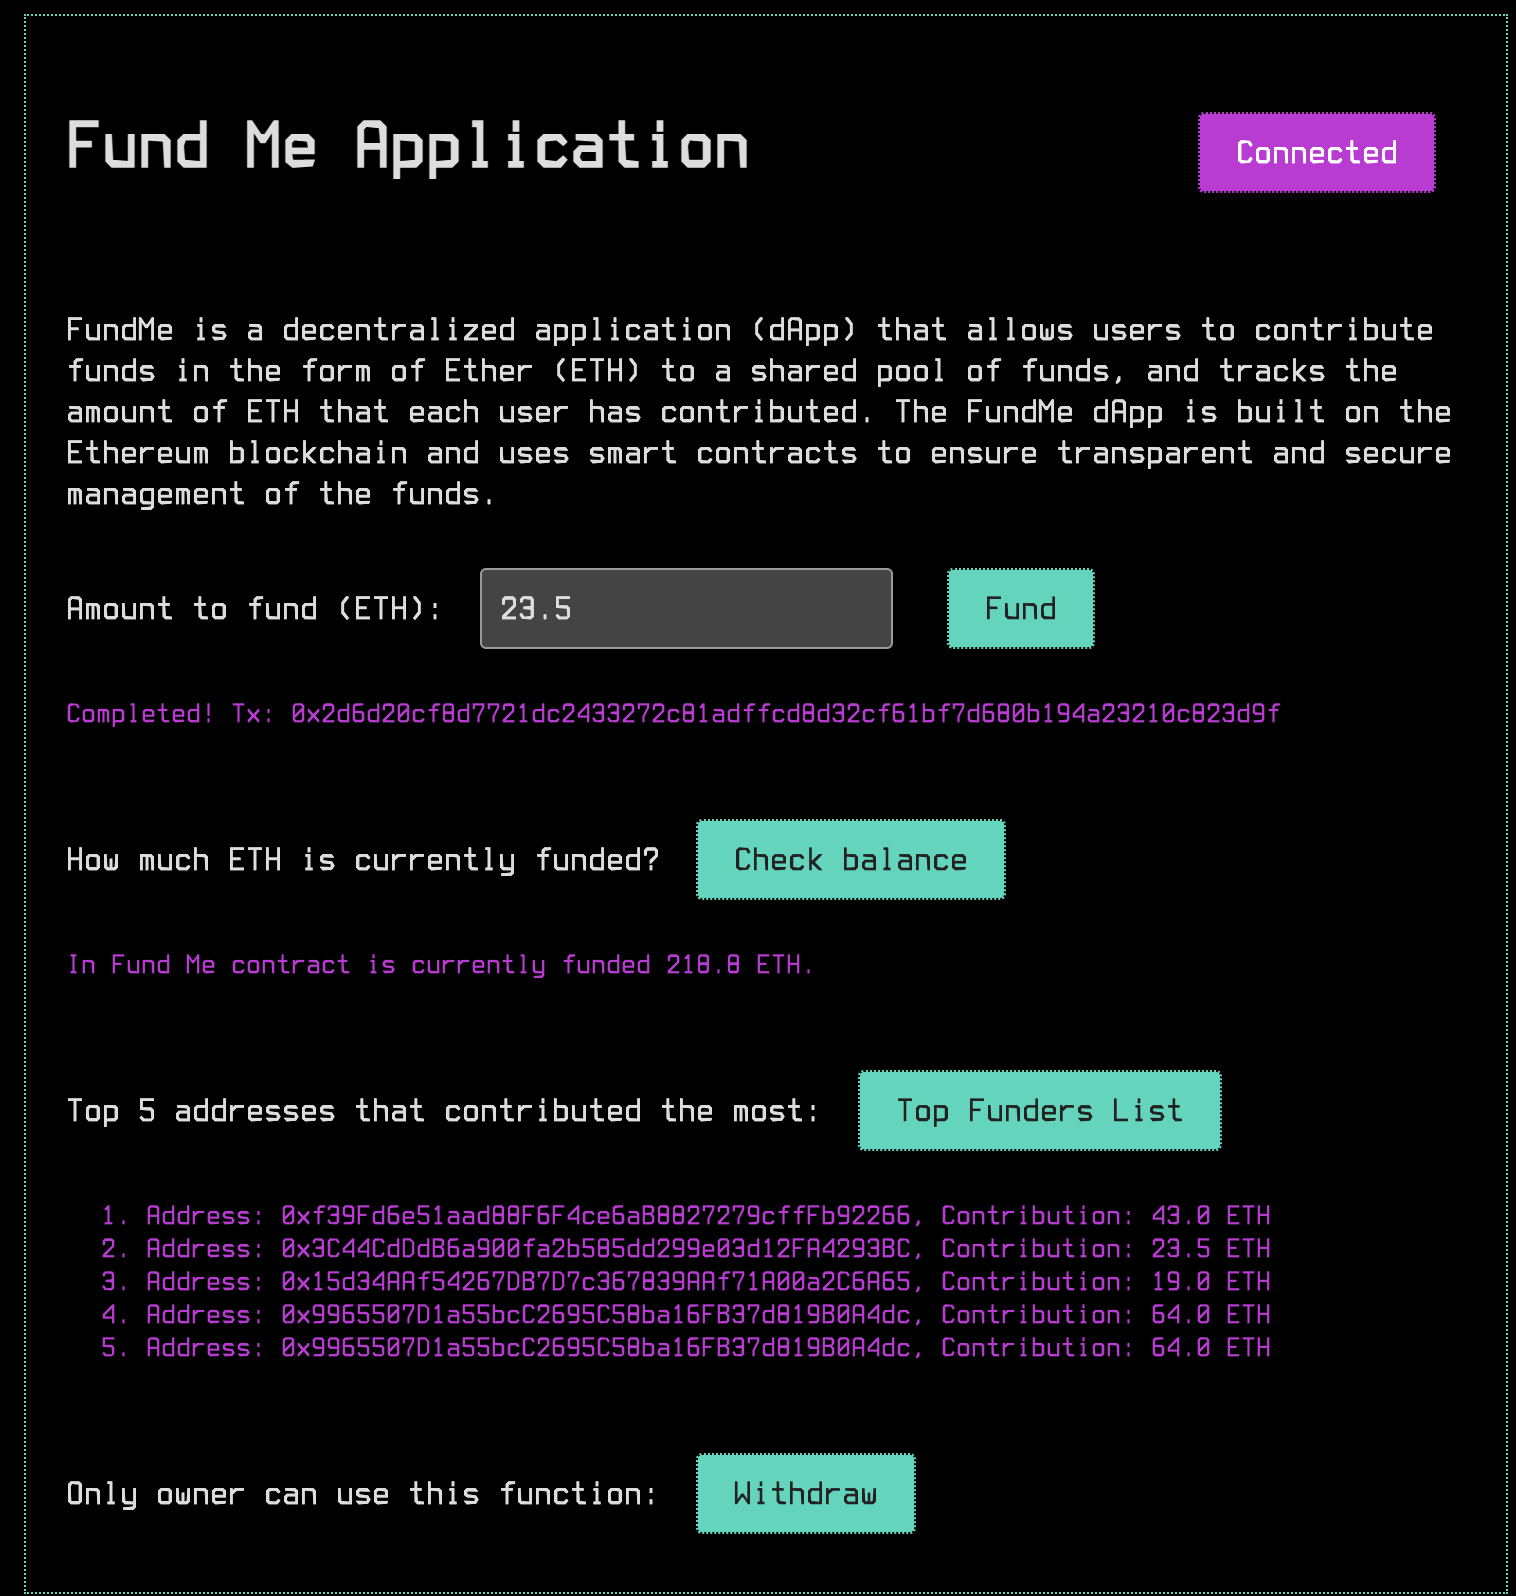 Fund Me Application
Connected
FundMe is a decentralized application (dApp) that allows users to contribute
funds in the form of Ether (ETH) to a shared pool of funds, and tracks the
amount of ETH that each user has contributed. The FundMe dApp is built on the
Ethereum blockchain and uses smart contracts to ensure transparent and secure
management of the funds.
Amount to fund (ETH): 23.5 Fund
Completed! Tx: 0x2d6d20cf8d7721dc2433272c81adffcd8d32cf61bf7d680b194a23210c823d9f
How much ETH is currently funded? Check balance
In Fund Me contract is currently funded 218.8 ETH.
Top 5 addresses that contributed the most: Top Funders List
1. Address: 0xf39Fd6e51aad88F6F4ce6aB8827279cffFb92266, Contribution: 43.0 ETH
2. Address: 0x3C44CdDdB6a900fa2b585dd299e03d12FA4293BC, Contribution: 23.5 ETH
3. Address: 0x15d34AAf54267DB7D7c367839AAf71A00a2C6A65, Contribution: 19.0 ETH
4. Address: 0x9965507D1a55bcC2695C58ba16FB37d819B0A4dc, Contribution: 64.0 ETH
5. Address: 0x9965507D1a55bcC2695C58ba16FB37d819B0A4dc, Contribution: 64.0 ETH
Only owner can use this function: Withdraw